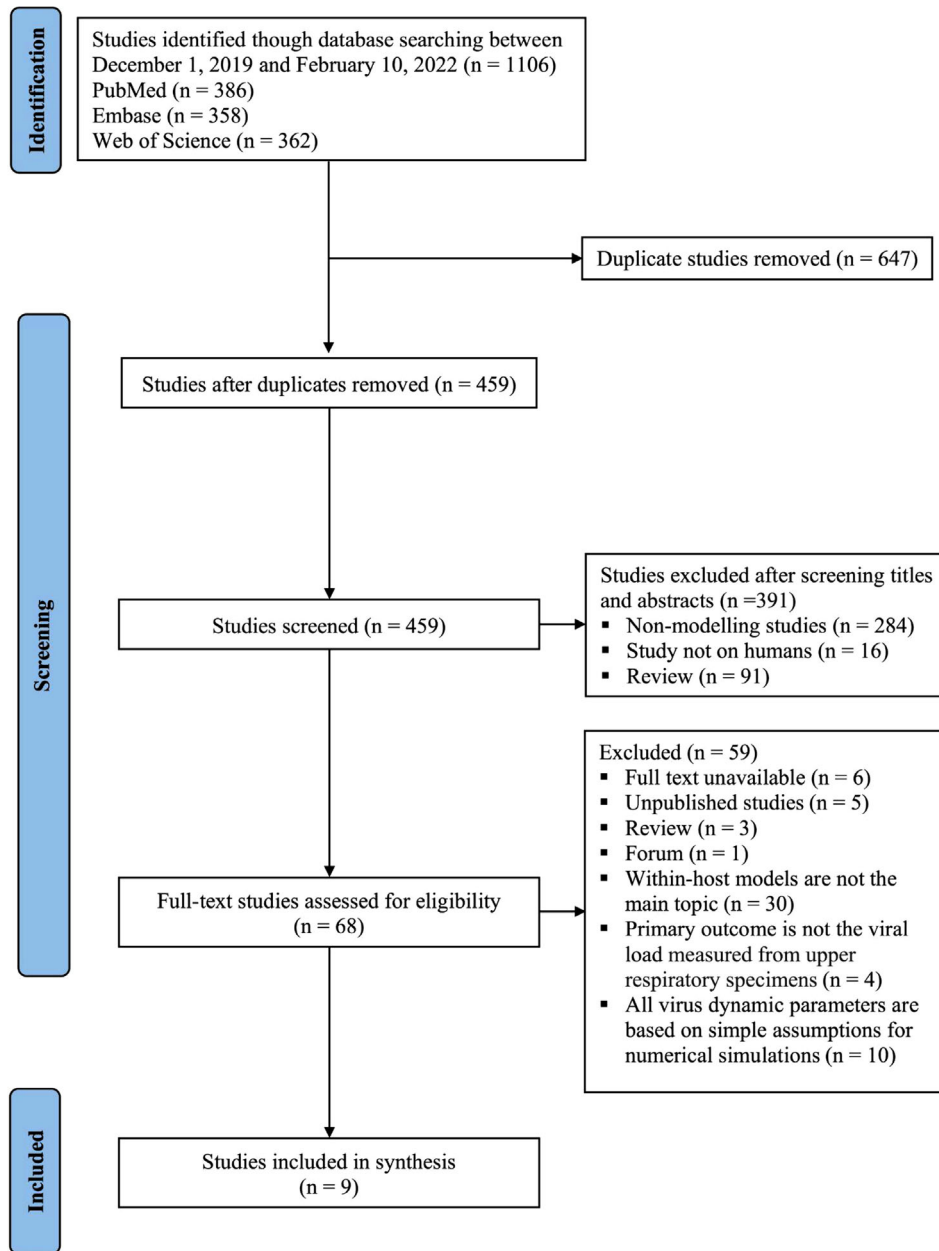 Identification
Studies identified though database searching between
December 1, 2019 and February 10, 2022 (n = 1106)
PubMed (n = 386)
Embase (n = 358)
Web of Science (n = 362)
Duplicate studies removed (n = 647)
Screening
Studies after duplicates removed (n = 459)
Studies screened (n = 459)
Studies excluded after screening titles
and abstracts (n =391)
▪ Non-modelling studies (n = 284)
▪ Study not on humans (n = 16)
▪ Review (n = 91)
Full-text studies assessed for eligibility
(n = 68)
Excluded (n = 59)
▪ Full text unavailable (n = 6)
▪ Unpublished studies (n = 5)
▪ Review (n = 3)
▪ Forum (n = 1)
▪ Within-host models are not the
main topic (n = 30)
▪ Primary outcome is not the viral
load measured from upper
respiratory specimens (n = 4)
▪ All virus dynamic parameters are
based on simple assumptions for
numerical simulations (n = 10)
Included
Studies included in synthesis
(n = 9)